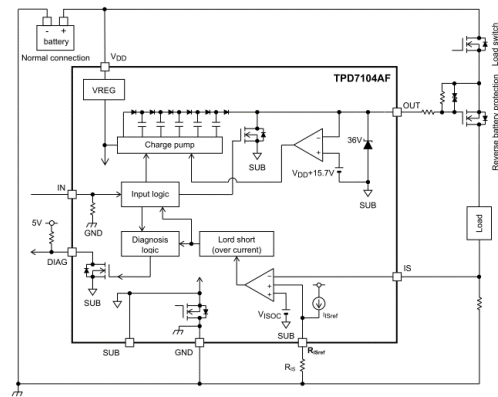 - +
battery
Normal connection
VDD
TPD7104AF
VREG
Charge pump
OUT
Load switch
Reverse battery protection
36V
SUB
VDD+15.7V
SUB
IN
Input logic
GND
5V
Diagnosis
logic
Lord short
(over current)
Load
DIAG
SUB
IS
VISOC
IISref
SUB
SUB
GND
RISref
RIS